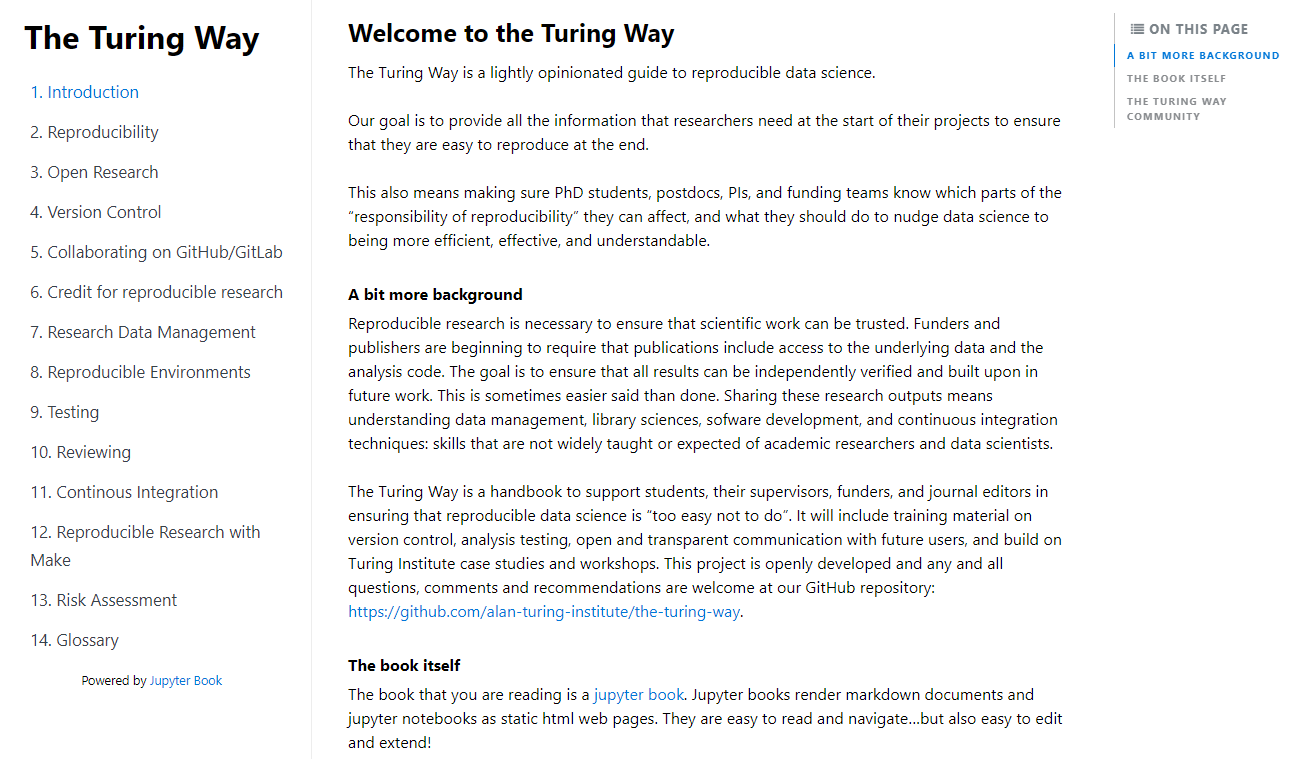 The Turing Way
1. Introduction
2. Reproducibility
3. Open Research
4. Version Control
5. Collaborating on GitHub/GitLab
6. Credit for reproducible research
7. Research Data Management
8. Reproducible Environments
9. Testing
10. Reviewing
11. Continous Integration
12. Reproducible Research with
Make
13. Risk Assessment
14. Glossary
Powered by Jupyter Book
Welcome to the Turing Way
The Turing Way is a lightly opinionated guide to reproducible data science.
Our goal is to provide all the information that researchers need at the start of their projects to ensure
that they are easy to reproduce at the end.
This also means making sure PhD students, postdocs, PIs, and funding teams know which parts of the
“responsibility of reproducibility” they can affect, and what they should do to nudge data science to
being more efficient, effective, and understandable.
A bit more background
Reproducible research is necessary to ensure that scientific work can be trusted. Funders and
publishers are beginning to require that publications include access to the underlying data and the
analysis code. The goal is to ensure that all results can be independently verified and built upon in
future work. This is sometimes easier said than done. Sharing these research outputs means
understanding data management, library sciences, sofware development, and continuous integration
techniques: skills that are not widely taught or expected of academic researchers and data scientists.
The Turing Way is a handbook to support students, their supervisors, funders, and journal editors in
ensuring that reproducible data science is “too easy not to do”. It will include training material on
version control, analysis testing, open and transparent communication with future users, and build on
Turing Institute case studies and workshops. This project is openly developed and any and all
questions, comments and recommendations are welcome at our GitHub repository:
https://github.com/alan-turing-institute/the-turing-way.
The book itself
The book that you are reading is a jupyter book. Jupyter books render markdown documents and
jupyter notebooks as static html web pages. They are easy to read and navigate…but also easy to edit
and extend!
ON THIS PAGE
A BIT MORE BACKGROUND
THE BOOK ITSELF
THE TURING WAY
COMMUNITY